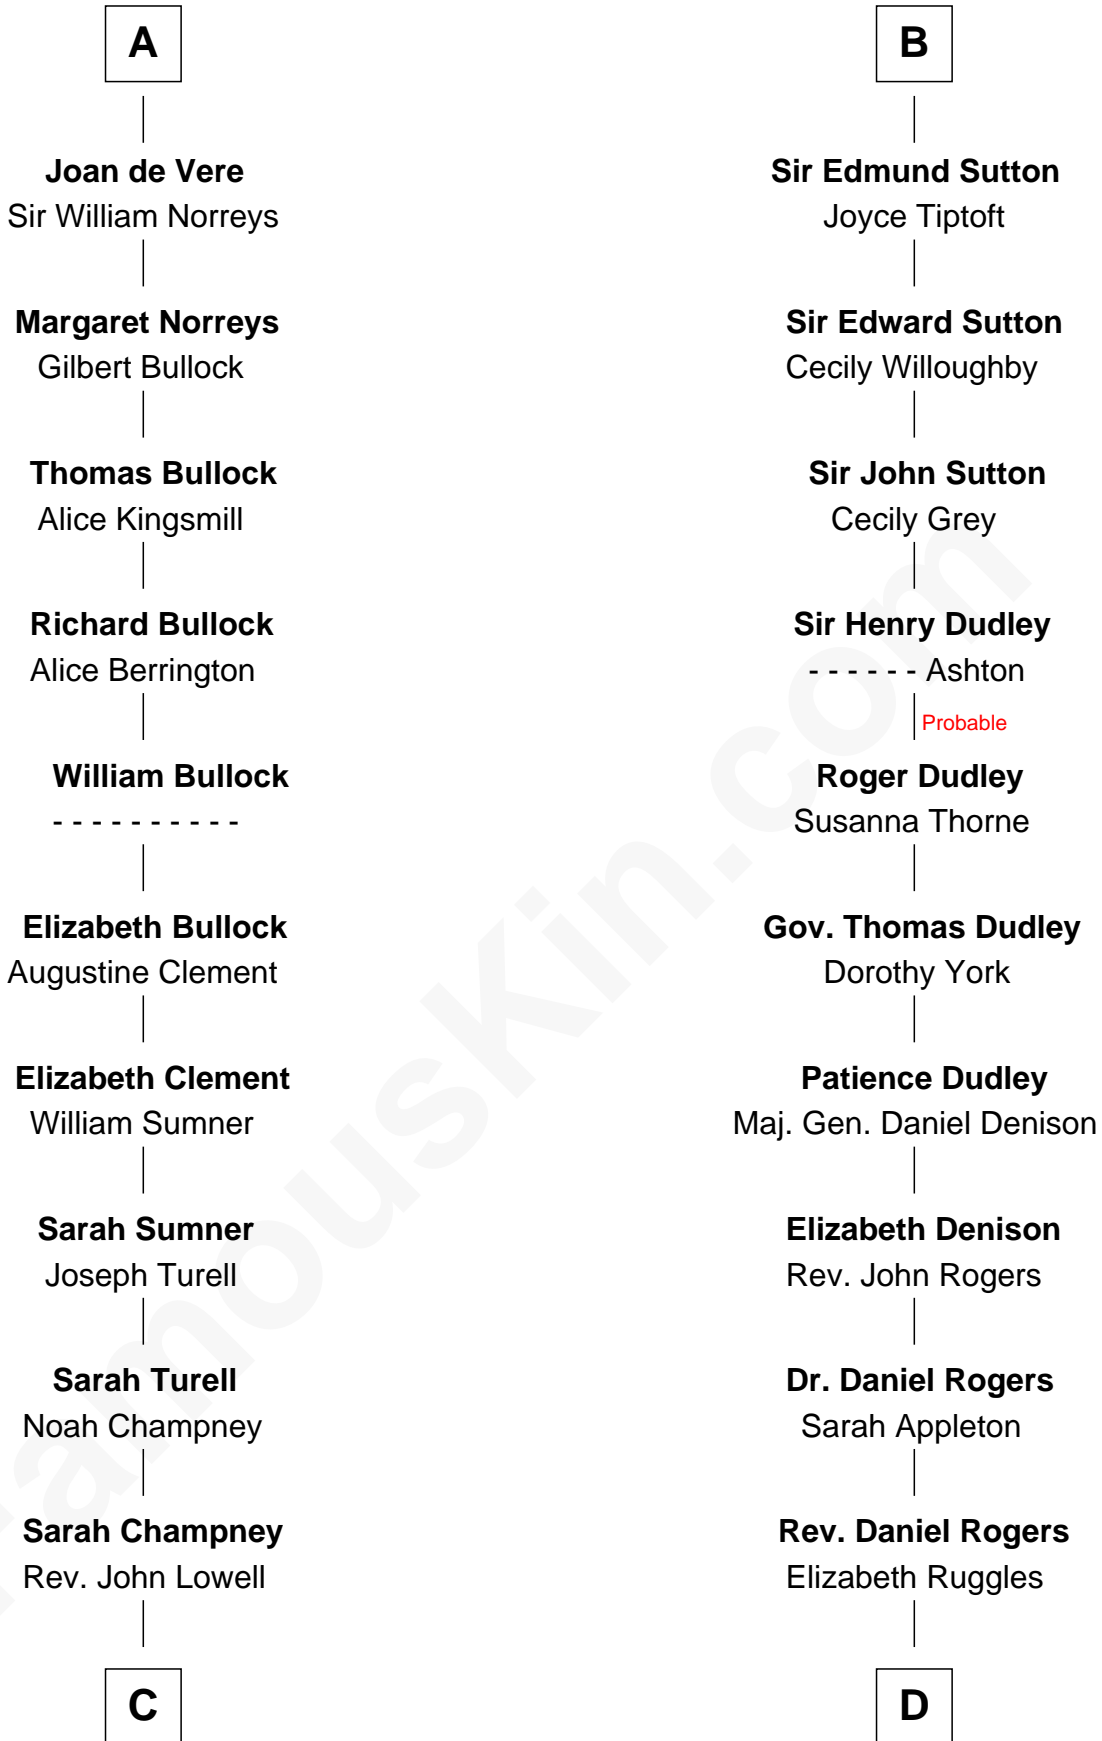 A
Joan de Vere
Sir William Norreys
Margaret Norreys
Gilbert Bullock
Thomas Bullock
Alice Kingsmill
Richard Bullock
Alice Berrington
William Bullock
- - - - - - - - - -
Elizabeth Bullock
Augustine Clement
Elizabeth Clement
William Sumner
Sarah Sumner
Joseph Turell
Sarah Turell
Noah Champney
Sarah Champney
Rev. John Lowell
C
B
Sir Edmund Sutton
Joyce Tiptoft
Sir Edward Sutton
Cecily Willoughby
Sir John Sutton
Cecily Grey
Sir Henry Dudley
- - - - - - Ashton
Probable
Roger Dudley
Susanna Thorne
Gov. Thomas Dudley
Dorothy York
Patience Dudley
Maj. Gen. Daniel Denison
Elizabeth Denison
Rev. John Rogers
Dr. Daniel Rogers
Sarah Appleton
Rev. Daniel Rogers
Elizabeth Ruggles
D
FamousKin.com